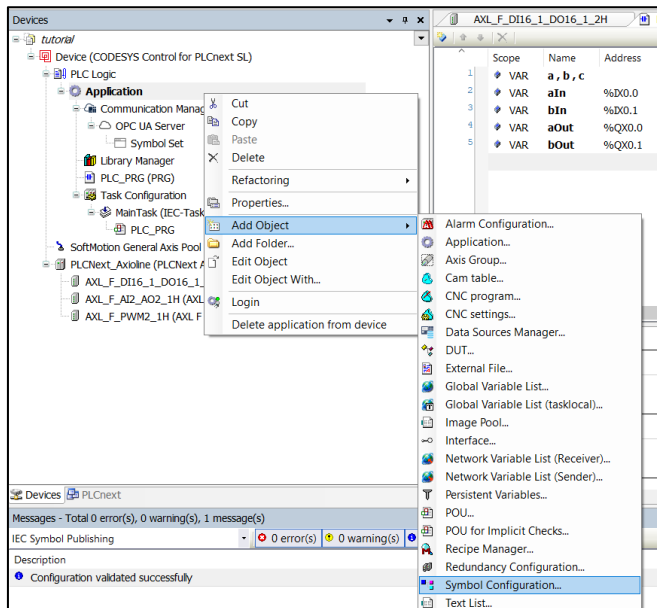 Devices
tutorial
Device (CODESYS Control for PLCnext SL)
PLC Logic
Application
Communication Manag
OPC UA Server
Symbol Set
Library Manager
PLC_PRG (PRG)
Task Configuration
MainTask (IEC-Task
PLC_PRG
SoftMotion General Axis Pool
PLCNext_Axioline (PLCNext A
AXL_F_DI16_1_DO16_1_
AXL_F_AI2_AO2_1H (AXL
AXL_F_PWM2_1H (AXL F
Devices
PLCnext
Cut
Copy
Paste
Delete
Refactoring
Properties...
Add Object
Add Folder...
Edit Object
Edit Object With...
Login
Delete application from device
Alarm Configuration...
Application...
Axis Group...
Cam table...
CNC program...
CNC settings...
Data Sources Manager...
DUT...
External File...
Global Variable List...
Global Variable List (tasklocal)...
Image Pool...
Interface...
Network Variable List (Receiver)...
Network Variable List (Sender)...
Persistent Variables...
POU...
POU for Implicit Checks...
Recipe Manager...
Redundancy Configuration...
Symbol Configuration...
Text List...
AXL_F_DI16_1_DO16_1_2H
Scope Name Address
1 VAR a,b,c
2 VAR aIn %IX0.0
3 VAR bIn %IX0.1
4 VAR aOut %QX0.0
5 VAR bOut %QX0.1
Messages - Total 0 error(s), 0 warning(s), 1 message(s)
IEC Symbol Publishing 0 error(s) 0 warning(s)
Description
Configuration validated successfully